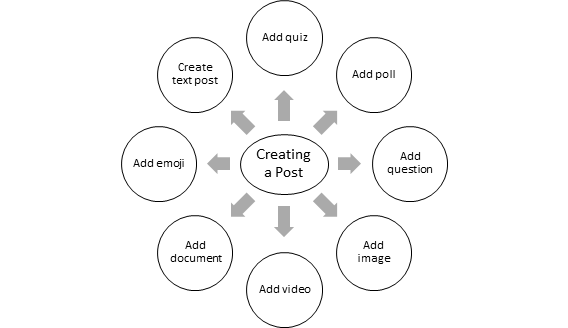 Add quiz
Create
text post
Add poll
Creating
a Post
Add emoji
Add
question
Add
document
Add
image
Add video